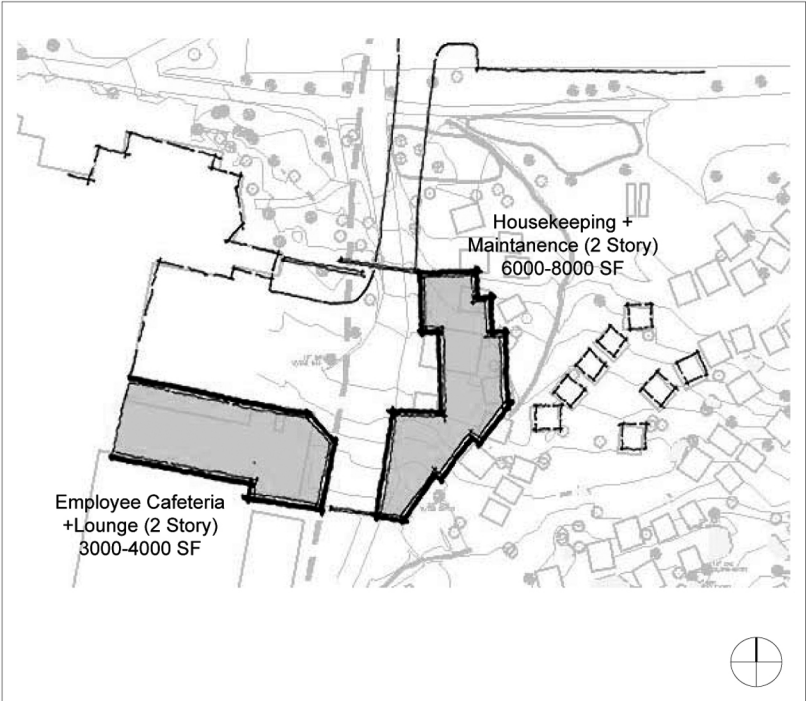 Housekeeping +
Maintanence (2 Story)
6000-8000 SF
Employee Cafeteria
+Lounge (2 Story)
3000-4000 SF